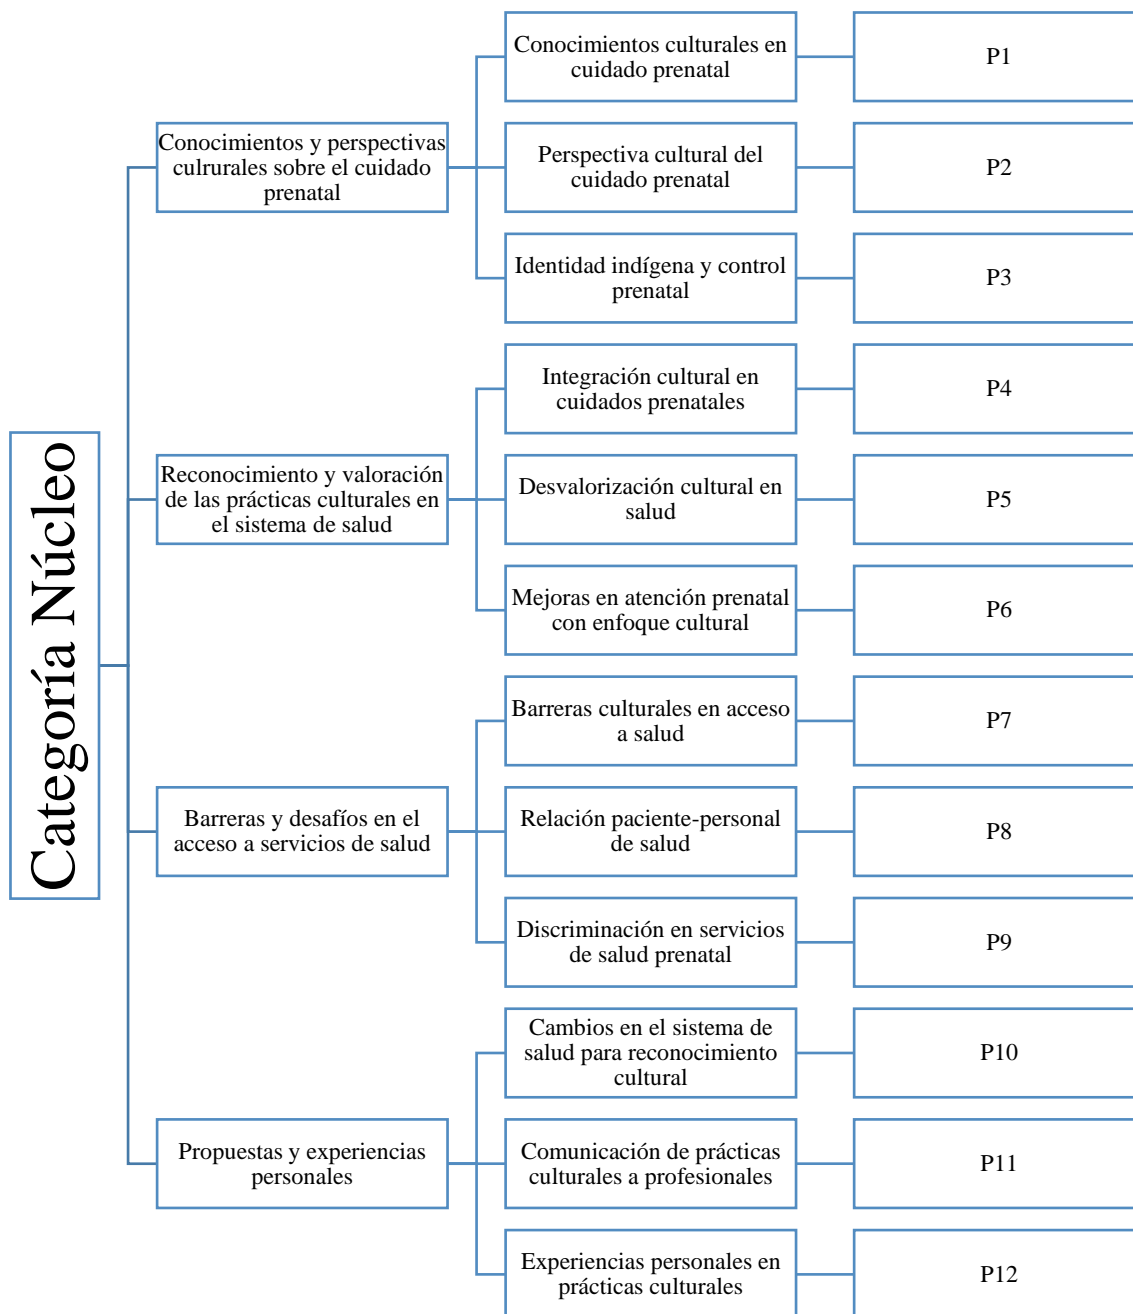 Categoría Núcleo
Conocimientos y perspectivas
culrurales sobre el cuidado
prenatal
Conocimientos culturales en
cuidado prenatal
P1
Perspectiva cultural del
cuidado prenatal
P2
Identidad indígena y control
prenatal
P3
Reconocimiento y valoración
de las prácticas culturales en
el sistema de salud
Integración cultural en
cuidados prenatales
P4
Desvalorización cultural en
salud
P5
Mejoras en atención prenatal
con enfoque cultural
P6
Barreras y desafíos en el
acceso a servicios de salud
Barreras culturales en acceso
a salud
P7
Relación paciente-personal
de salud
P8
Discriminación en servicios
de salud prenatal
P9
Propuestas y experiencias
personales
Cambios en el sistema de
salud para reconocimiento
cultural
P10
Comunicación de prácticas
culturales a profesionales
P11
Experiencias personales en
prácticas culturales
P12